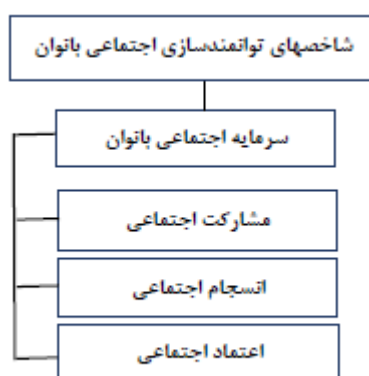 شاخصهای توانمندسازی اجتماعی بانوان
سرمایه اجتماعی بانوان
مشارکت اجتماعی
انسجام اجتماعی
اعتماد اجتماعی